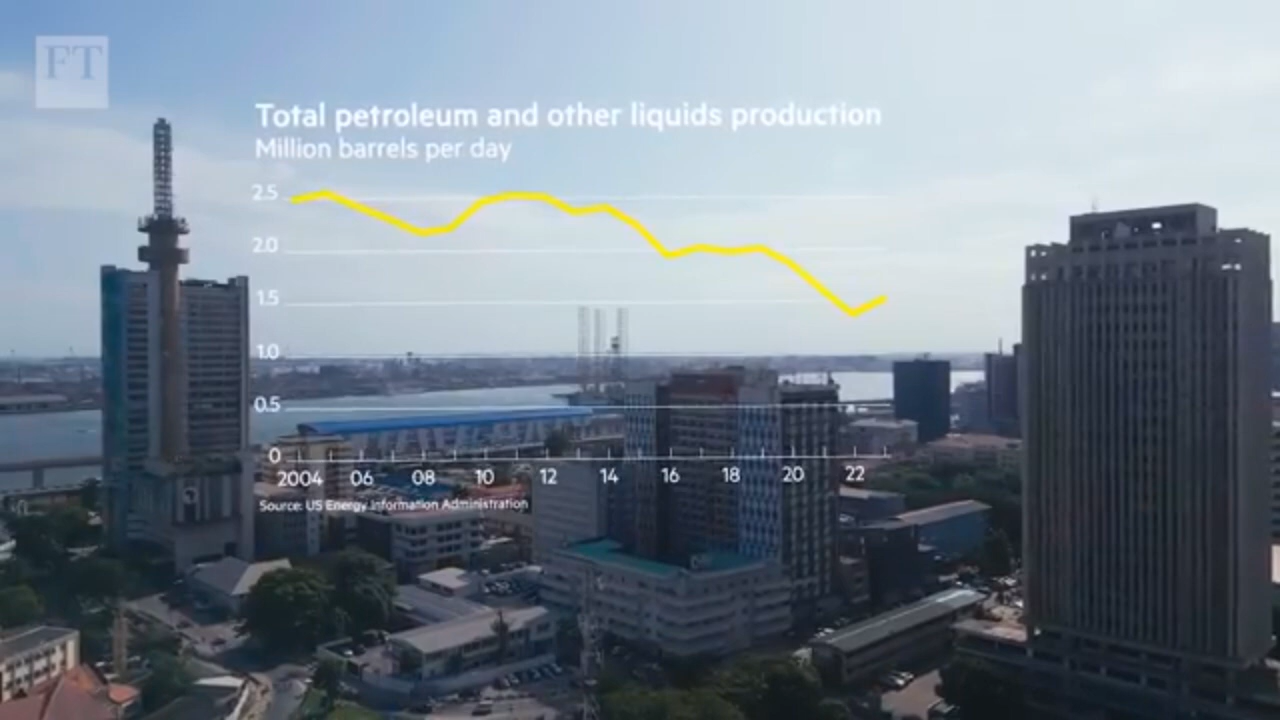 FT
Total petroleum and other liquids production
Million barrels per day
2.5
2.0
1.5
1.0
0.5
0
2004 06 08 10 12 14 16 18 20 22
Source: US Energy Information Administration